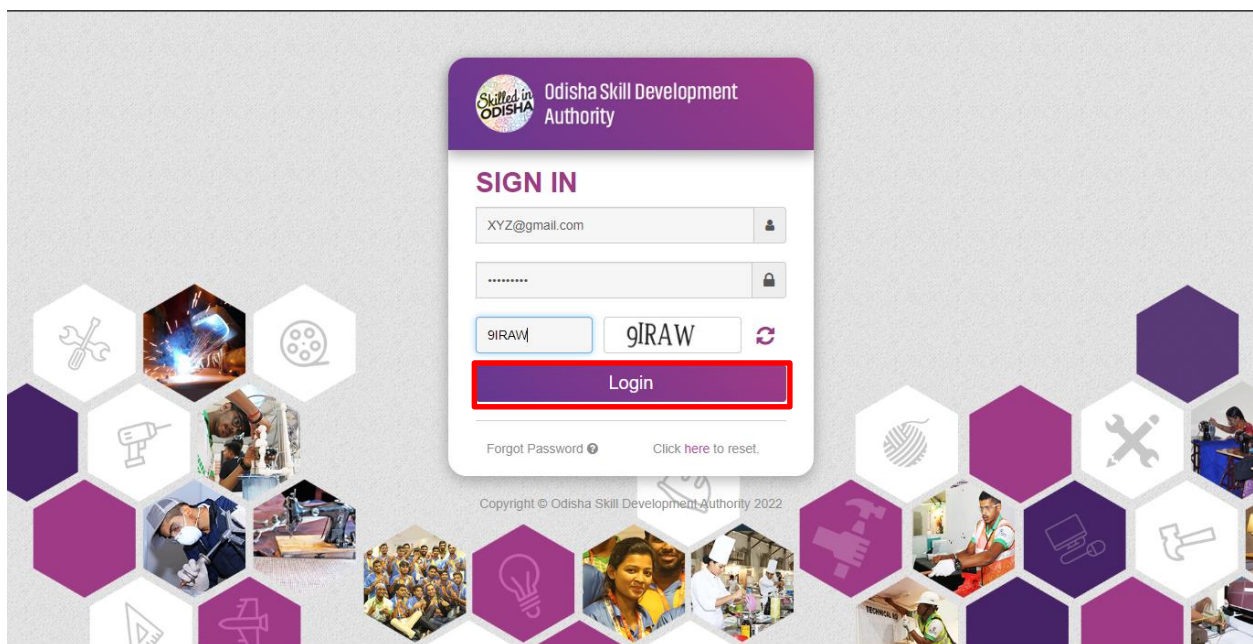 Skilled in
ODISHA
Odisha Skill Development
Authority
SIGN IN
XYZ@gmail.com
•••••••••
9IRAW
9IRAW
Login
Forgot Password
Click here to reset.
Copyright © Odisha Skill Development Authority 2022
TECHNICAL